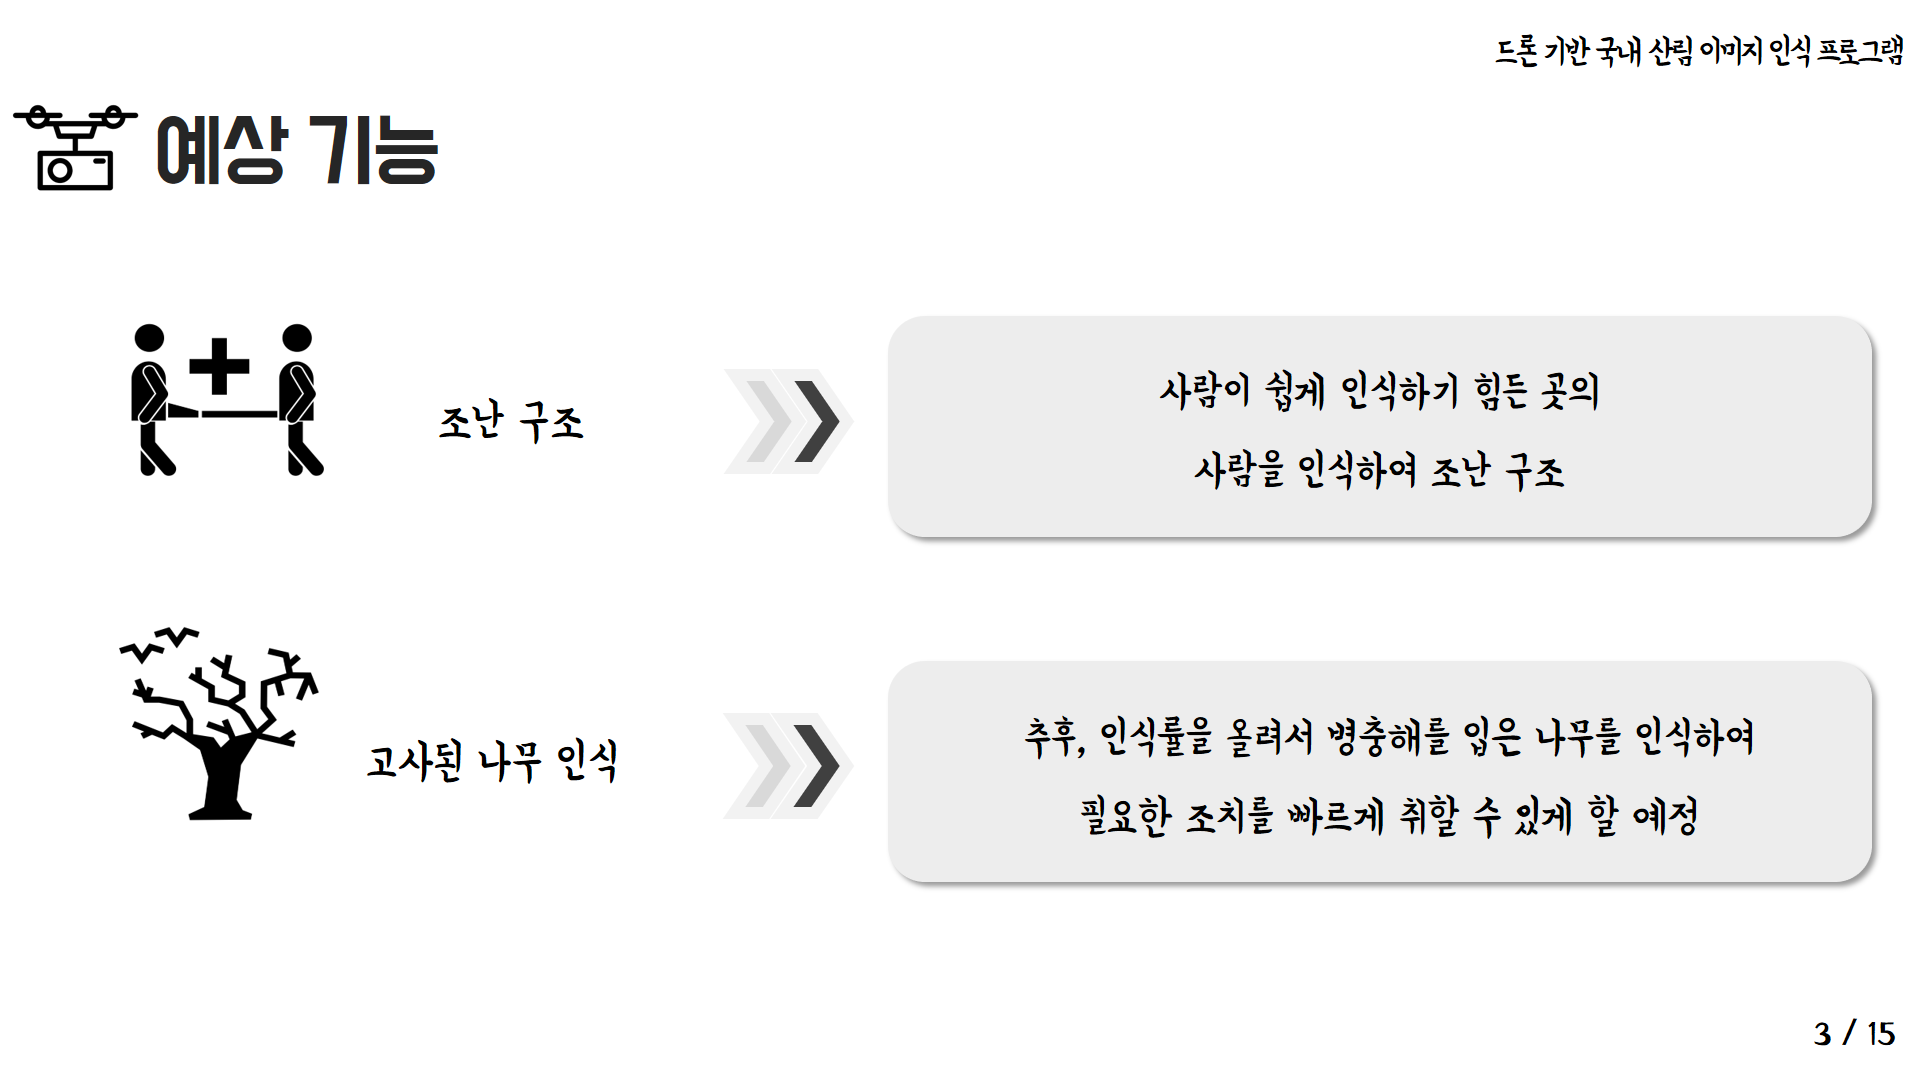 드론 기반 국내 산림 이미지 인식 프로그램
예상 기능
조난 구조
사람이 쉽게 인식하기 힘든 곳의
사람을 인식하여 조난 구조
고사된 나무 인식
추후, 인식률을 올려서 병충해를 입은 나무를 인식하여
필요한 조치를 빠르게 취할 수 있게 할 예정
3 / 15